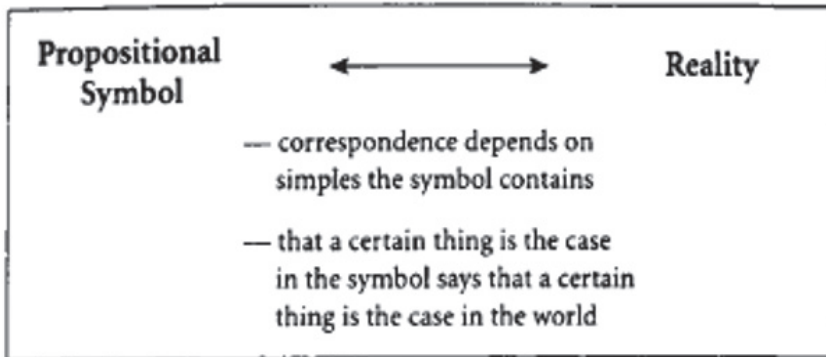 Propositional
Symbol
Reality
— correspondence depends on
simples the symbol contains
— that a certain thing is the case
in the symbol says that a certain
thing is the case in the world